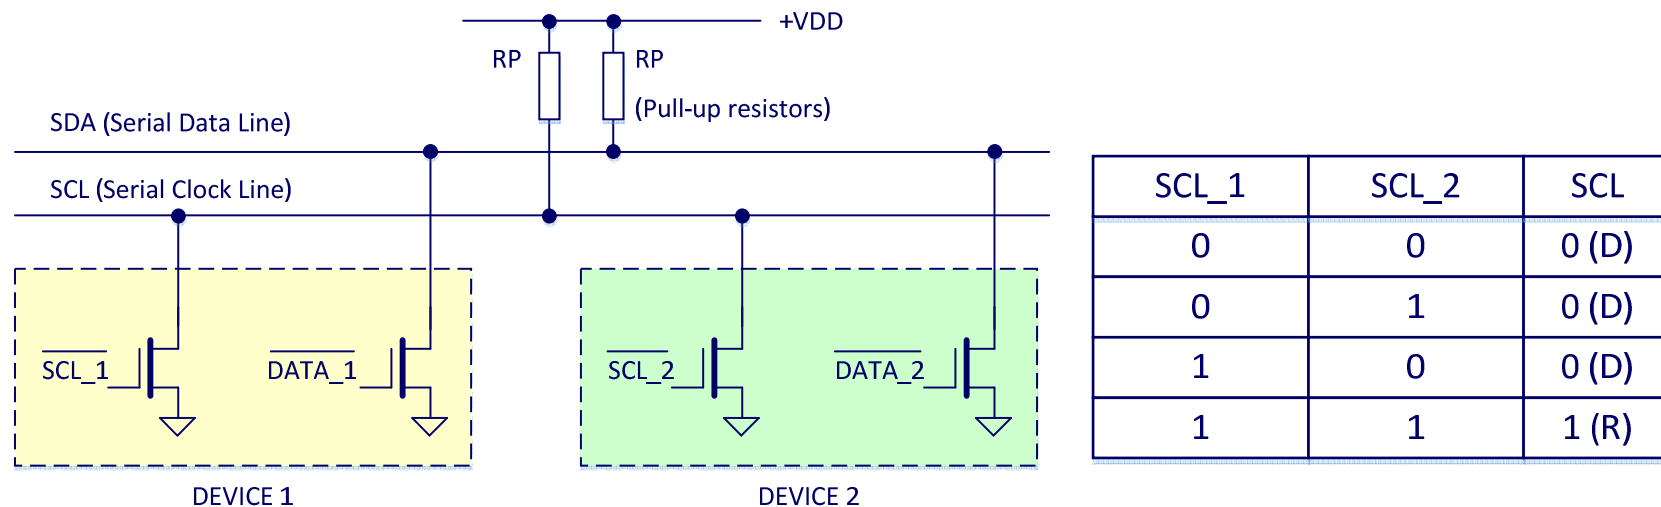 +VDD
RP RP
(Pull-up resistors)
SDA (Serial Data Line)
SCL (Serial Clock Line)
SCL_1 DATA_1 SCL_2 DATA_2
DEVICE 1 DEVICE 2
SCL_1 SCL_2 SCL
0 0 0 (D)
0 1 0 (D)
1 0 0 (D)
1 1 1 (R)